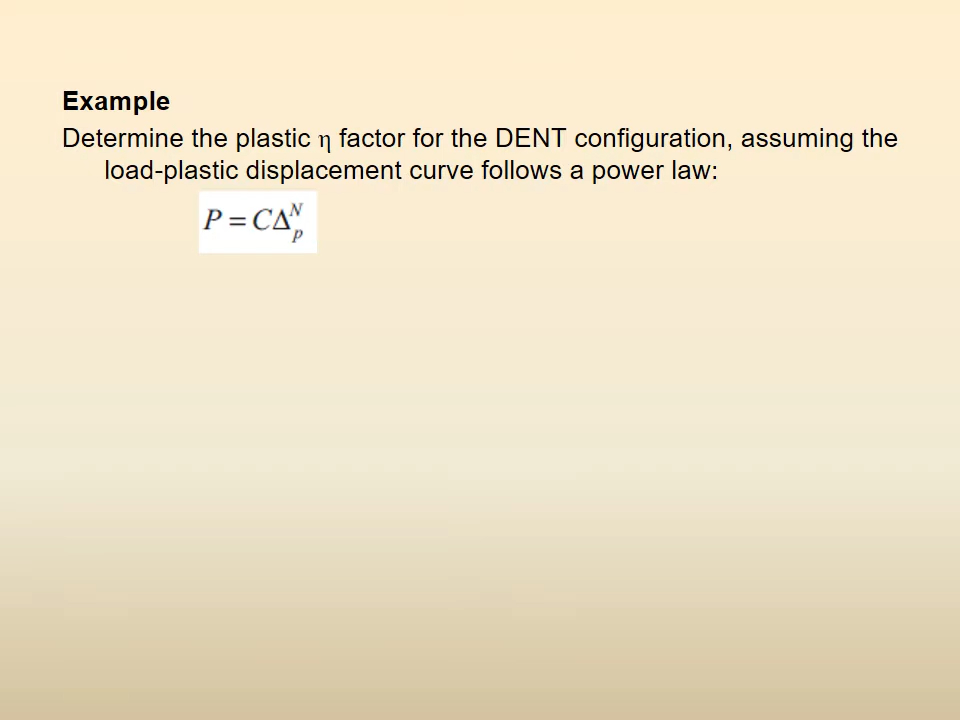 Example
Determine the plastic η factor for the DENT configuration, assuming the
load-plastic displacement curve follows a power law:
P = CΔ_p^N